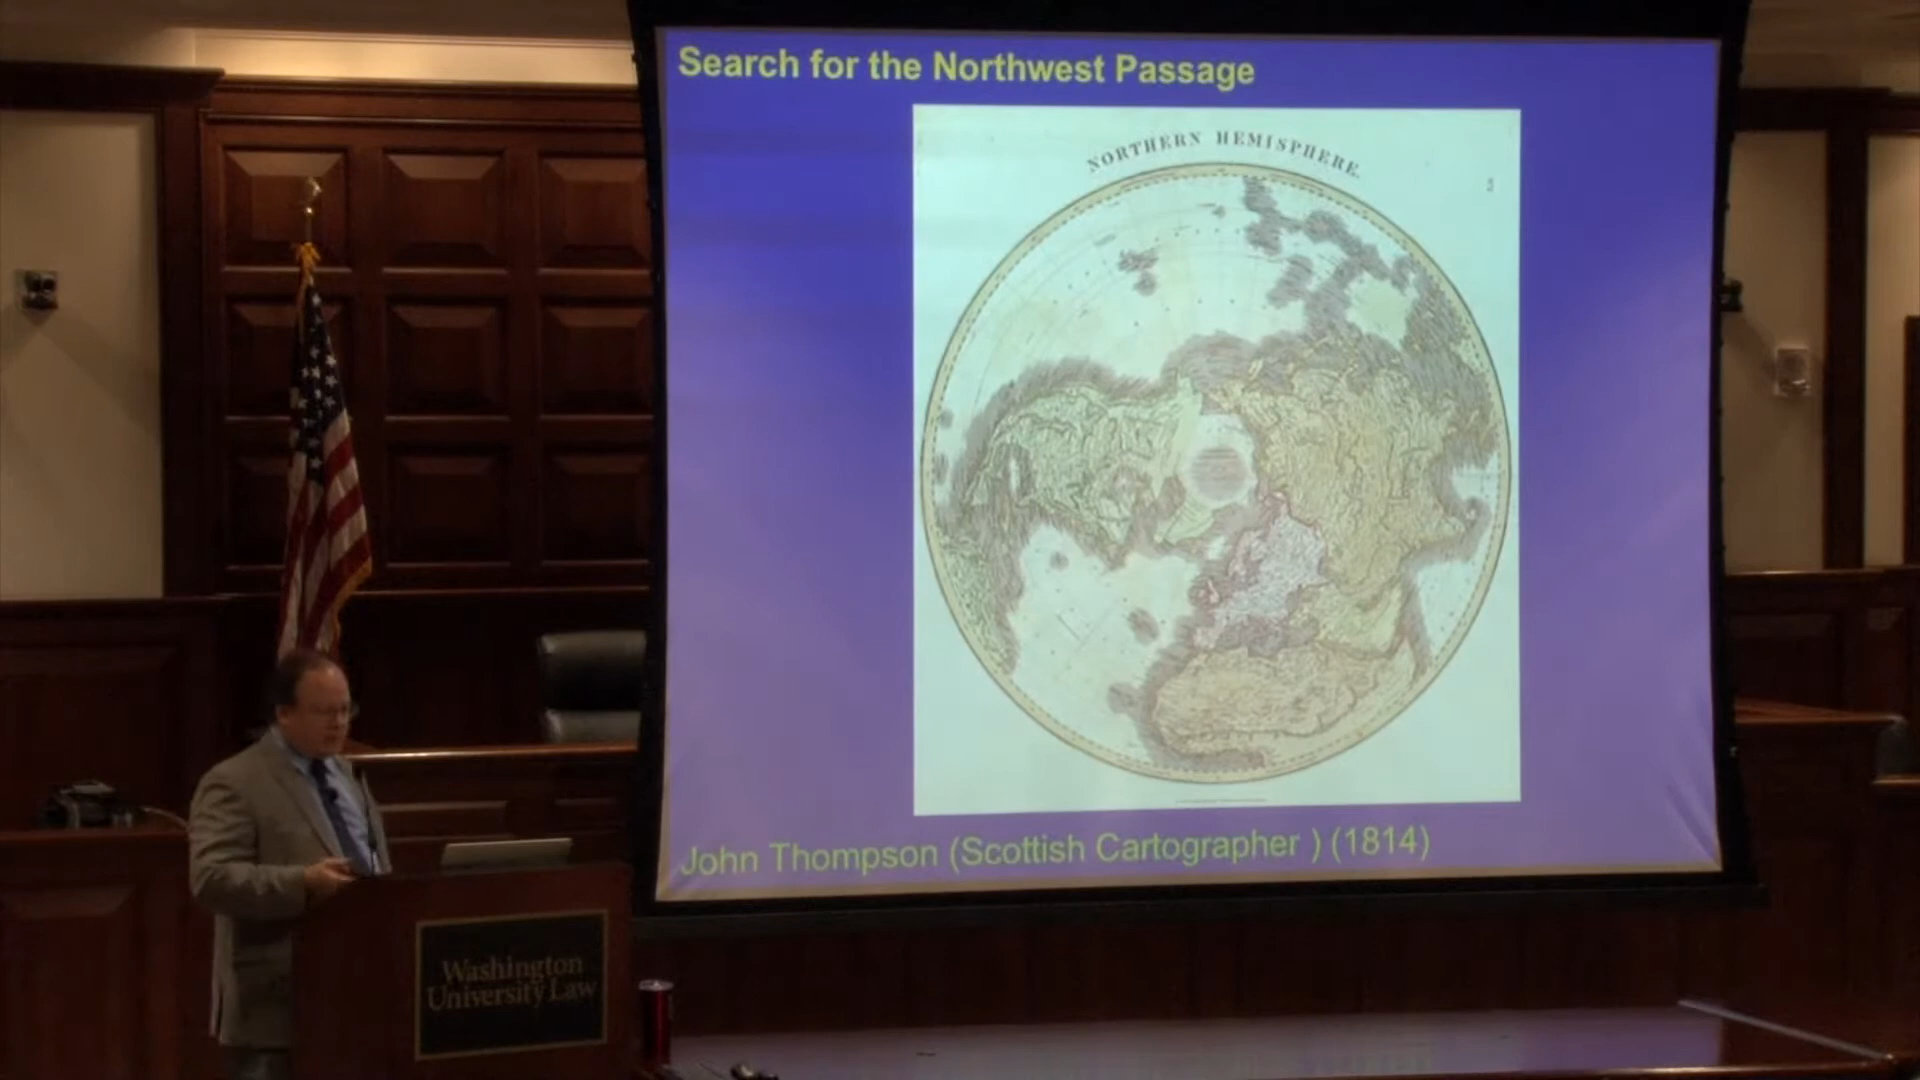 Search for the Northwest Passage
NORTHERN HEMISPHERE.
John Thompson (Scottish Cartographer ) (1814)
Washington
University Law